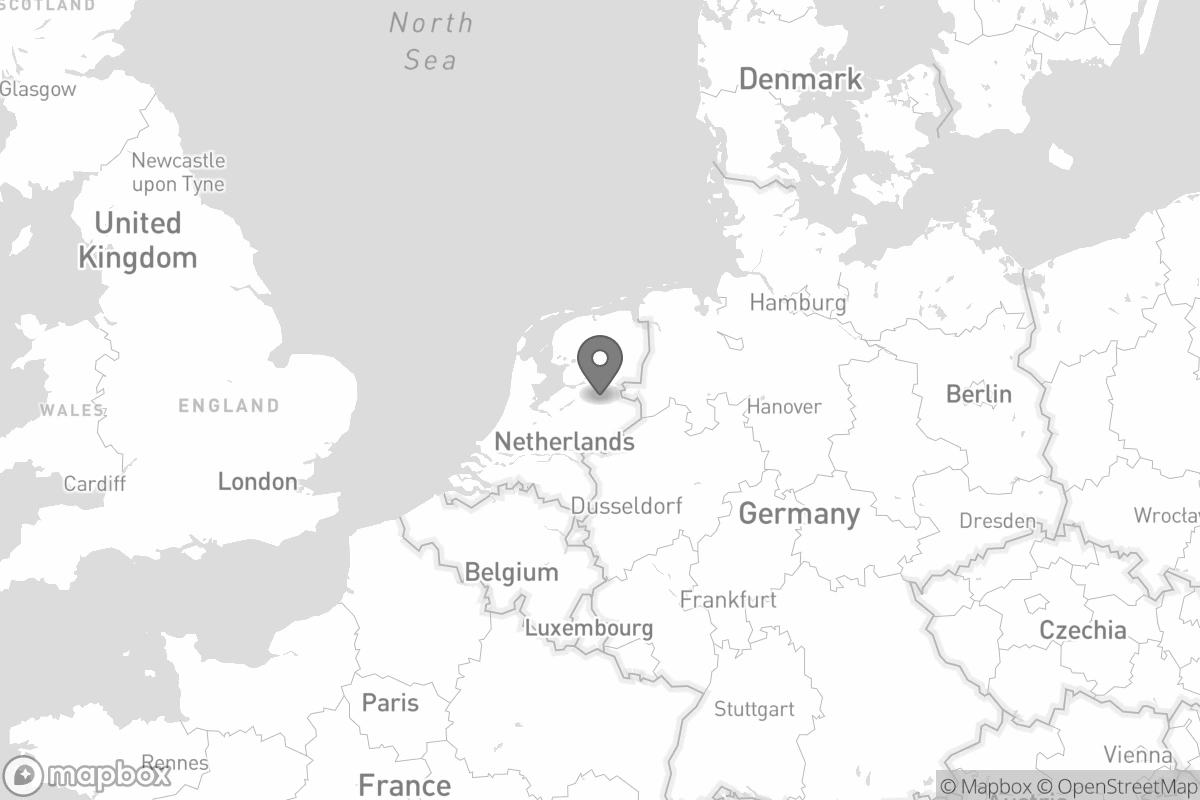 SCOTLAND
North
Sea
Denmark
Glasgow
Newcastle
upon Tyne
United
Kingdom
Hamburg
Berlin
WALES
ENGLAND
Hanover
Netherlands
Cardiff
London
Dusseldorf
Germany
Dresden
Wrocław
Belgium
Frankfurt
Luxembourg
Czechia
Paris
Stuttgart
Rennes
Vienna
mapbox
France
© Mapbox © OpenStreetMap